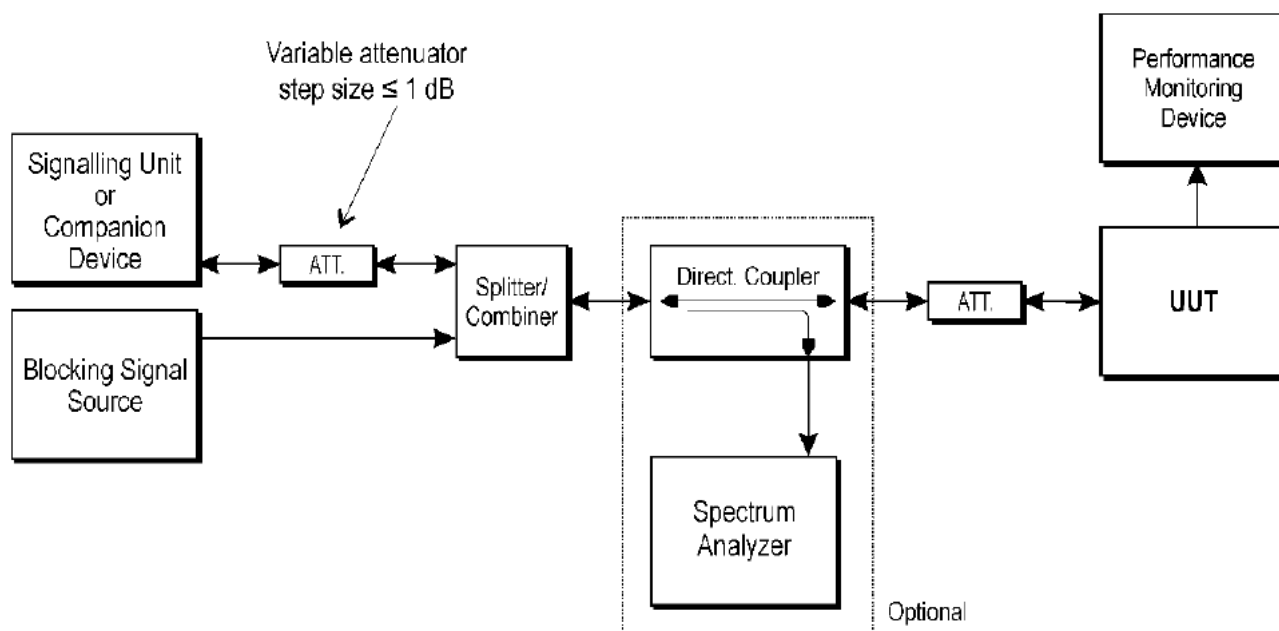 Variable attenuator
step size ≤ 1 dB
Performance
Monitoring
Device
Signalling Unit
or
Companion
Device
ATT.
Splitter/
Combiner
Direct. Coupler
ATT.
UUT
Blocking Signal
Source
Spectrum
Analyzer
Optional